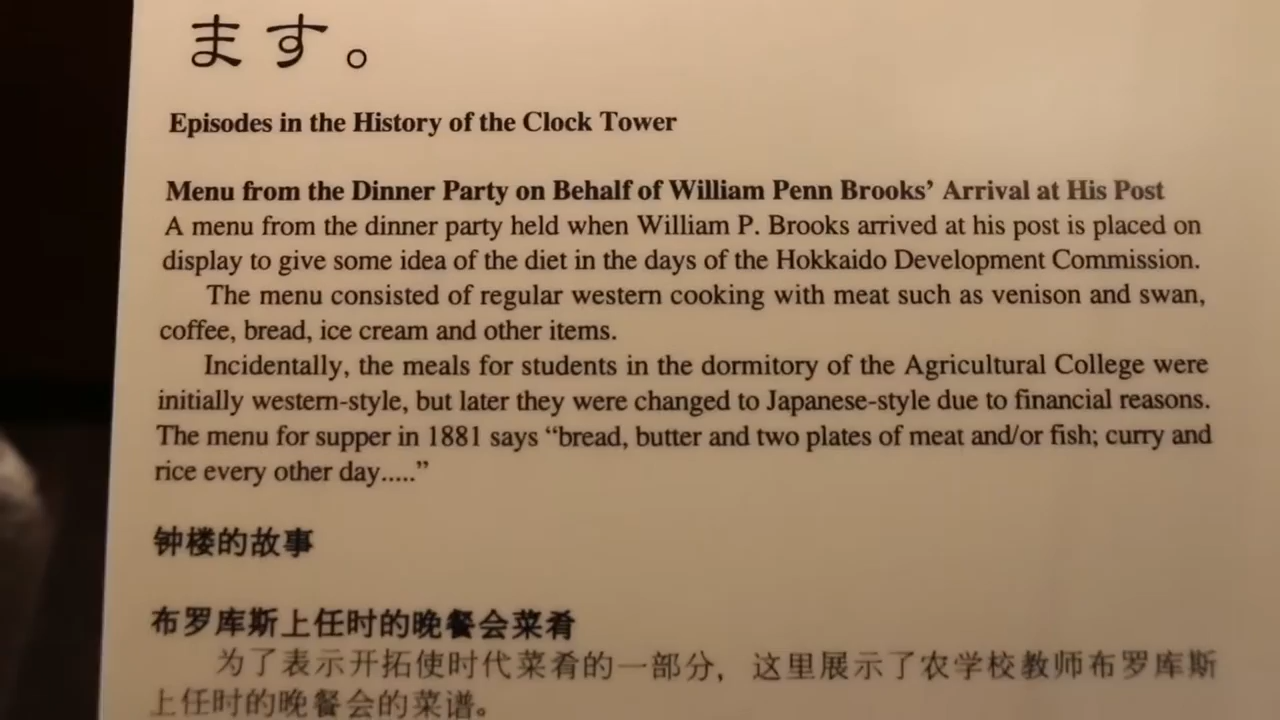 ます。
Episodes in the History of the Clock Tower
Menu from the Dinner Party on Behalf of William Penn Brooks’ Arrival at His Post
A menu from the dinner party held when William P. Brooks arrived at his post is placed on
display to give some idea of the diet in the days of the Hokkaido Development Commission.
The menu consisted of regular western cooking with meat such as venison and swan,
coffee, bread, ice cream and other items.
Incidentally, the meals for students in the dormitory of the Agricultural College were
initially western-style, but later they were changed to Japanese-style due to financial reasons.
The menu for supper in 1881 says “bread, butter and two plates of meat and/or fish; curry and
rice every other day.....”
钟楼的故事
布罗库斯上任时的晚餐会菜肴
为了表示开拓使时代菜肴的一部分，这里展示了农学校教师布罗库斯
上任时的晚餐会的菜谱。